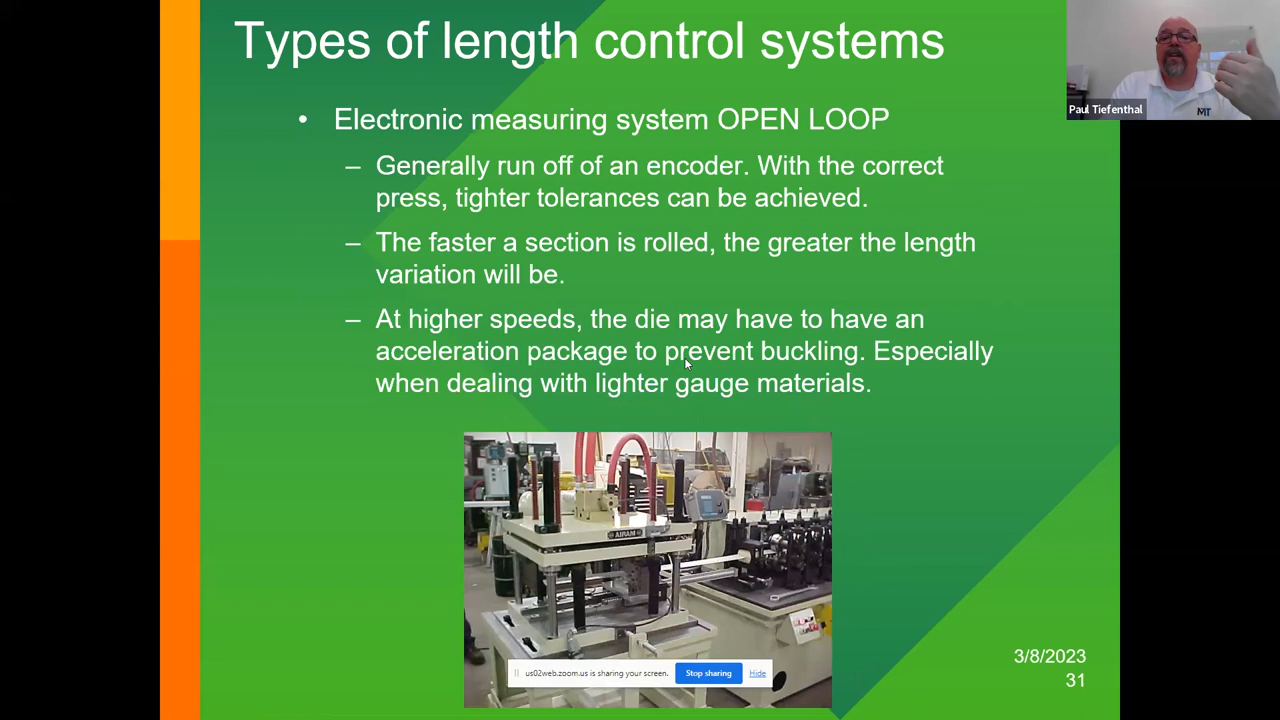 Types of length control systems
Paul Tiefenthal
• Electronic measuring system OPEN LOOP
– Generally run off of an encoder. With the correct
press, tighter tolerances can be achieved.
– The faster a section is rolled, the greater the length
variation will be.
– At higher speeds, the die may have to have an
acceleration package to prevent buckling. Especially
when dealing with lighter gauge materials.
AIRAM
us02web.zoom.us is sharing your screen.
Stop sharing
Hide
3/8/2023
31